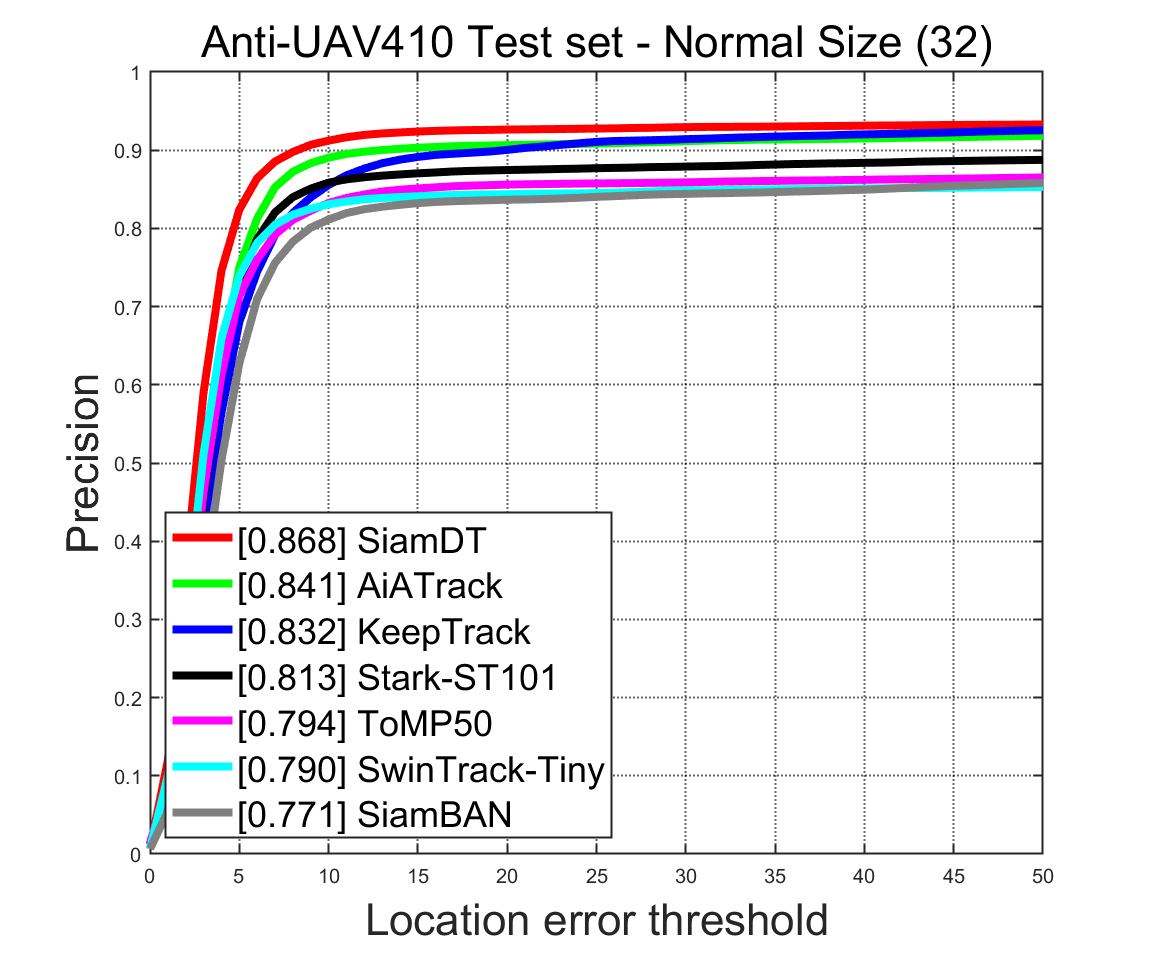 Anti-UAV410 Test set - Normal Size (32)
1
0.9
0.8
0.7
0.6
0.5
0.4
0.3
0.2
0.1
0
Precision
[0.868] SiamDT
[0.841] AiATrack
[0.832] KeepTrack
[0.813] Stark-ST101
[0.794] ToMP50
[0.790] SwinTrack-Tiny
[0.771] SiamBAN
0 5 10 15 20 25 30 35 40 45 50
Location error threshold